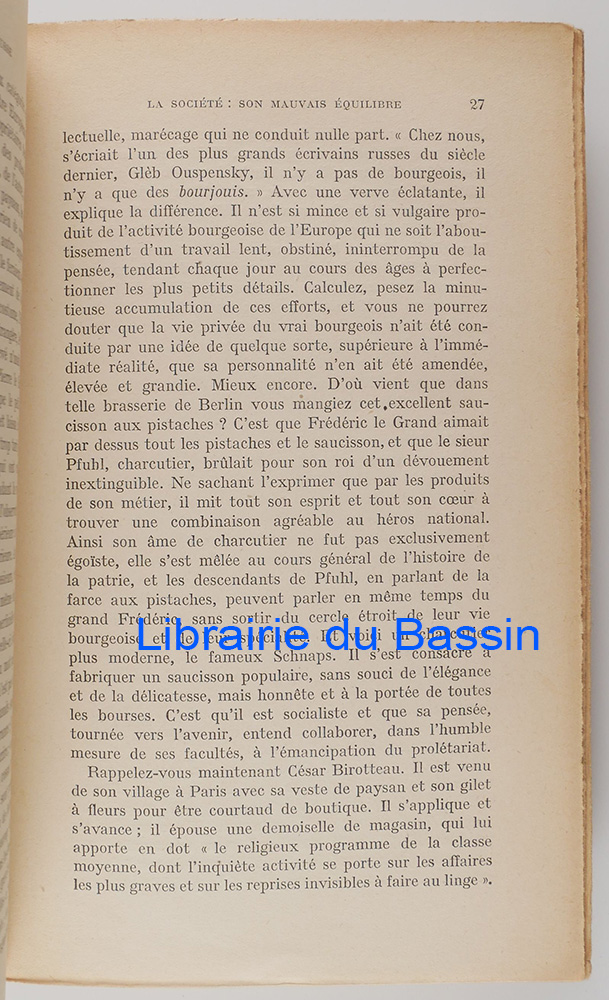 LA SOCIÉTÉ : SON MAUVAIS ÉQUILIBRE 27
lectuelle, marécage qui ne conduit nulle part. « Chez nous,
s'écriait l'un des plus grands écrivains russes du siècle
dernier, Glèb Ouspensky, il n'y a pas de bourgeois, il
n'y a que des bourjouis. » Avec une verve éclatante, il
explique la différence. Il n'est si mince et si vulgaire pro-
duit de l'activité bourgeoise de l'Europe qui ne soit l'abou-
tissement d'un travail lent, obstiné, ininterrompu de la
pensée, tendant chaque jour au cours des âges à perfec-
tionner les plus petits détails. Calculez, pesez la minu-
tieuse accumulation de ces efforts, et vous ne pourrez
douter que la vie privée du vrai bourgeois n'ait été con-
duite par une idée de quelque sorte, supérieure à l'immé-
diate réalité, que sa personnalité n'en ait été amendée,
élevée et grandie. Mieux encore. D'où vient que dans
telle brasserie de Berlin vous mangiez cet excellent sau-
cisson aux pistaches ? C'est que Frédéric le Grand aimait
par dessus tout les pistaches et le saucisson, et que le sieur
Pfuhl, charcutier, brûlait pour son roi d'un dévouement
inextinguible. Ne sachant l'exprimer que par les produits
de son métier, il mit tout son esprit et tout son cœur à
trouver une combinaison agréable au héros national.
Ainsi son âme de charcutier ne fut pas exclusivement
égoïste, elle s'est mêlée au cours général de l'histoire de
la patrie, et les descendants de Pfuhl, en parlant de la
farce aux pistaches, peuvent parler en même temps du
grand Frédéric, sans sortir du cercle étroit de leur vie
bourgeoise et de leur spécialité. Et voici un charcutier
Librairie du Bassin
plus moderne, le fameux Schnaps. Il s'est consacré à
fabriquer un saucisson populaire, sans souci de l'élégance
et de la délicatesse, mais honnête et à la portée de toutes
les bourses. C'est qu'il est socialiste et que sa pensée,
tournée vers l'avenir, entend collaborer, dans l'humble
mesure de ses facultés, à l'émancipation du prolétariat.
Rappelez-vous maintenant César Birotteau. Il est venu
de son village à Paris avec sa veste de paysan et son gilet
à fleurs pour être courtaud de boutique. Il s'applique et
s'avance ; il épouse une demoiselle de magasin, qui lui
apporte en dot « le religieux programme de la classe
moyenne, dont l'inquiète activité se porte sur les affaires
les plus graves et sur les reprises invisibles à faire au linge ».